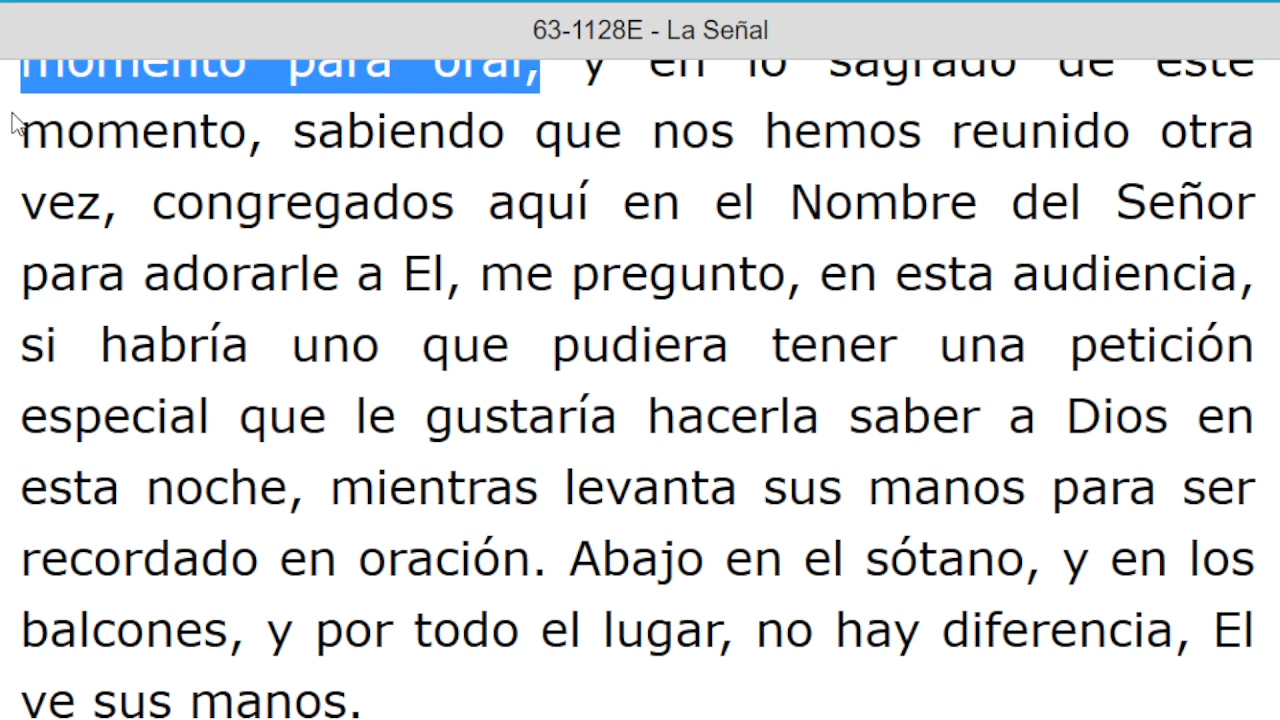 63-1128E - La Señal
momento para orar, y en lo sagrado de este
momento, sabiendo que nos hemos reunido otra
vez, congregados aquí en el Nombre del Señor
para adorarle a El, me pregunto, en esta audiencia,
si habría uno que pudiera tener una petición
especial que le gustaría hacerla saber a Dios en
esta noche, mientras levanta sus manos para ser
recordado en oración. Abajo en el sótano, y en los
balcones, y por todo el lugar, no hay diferencia, El
ve sus manos.